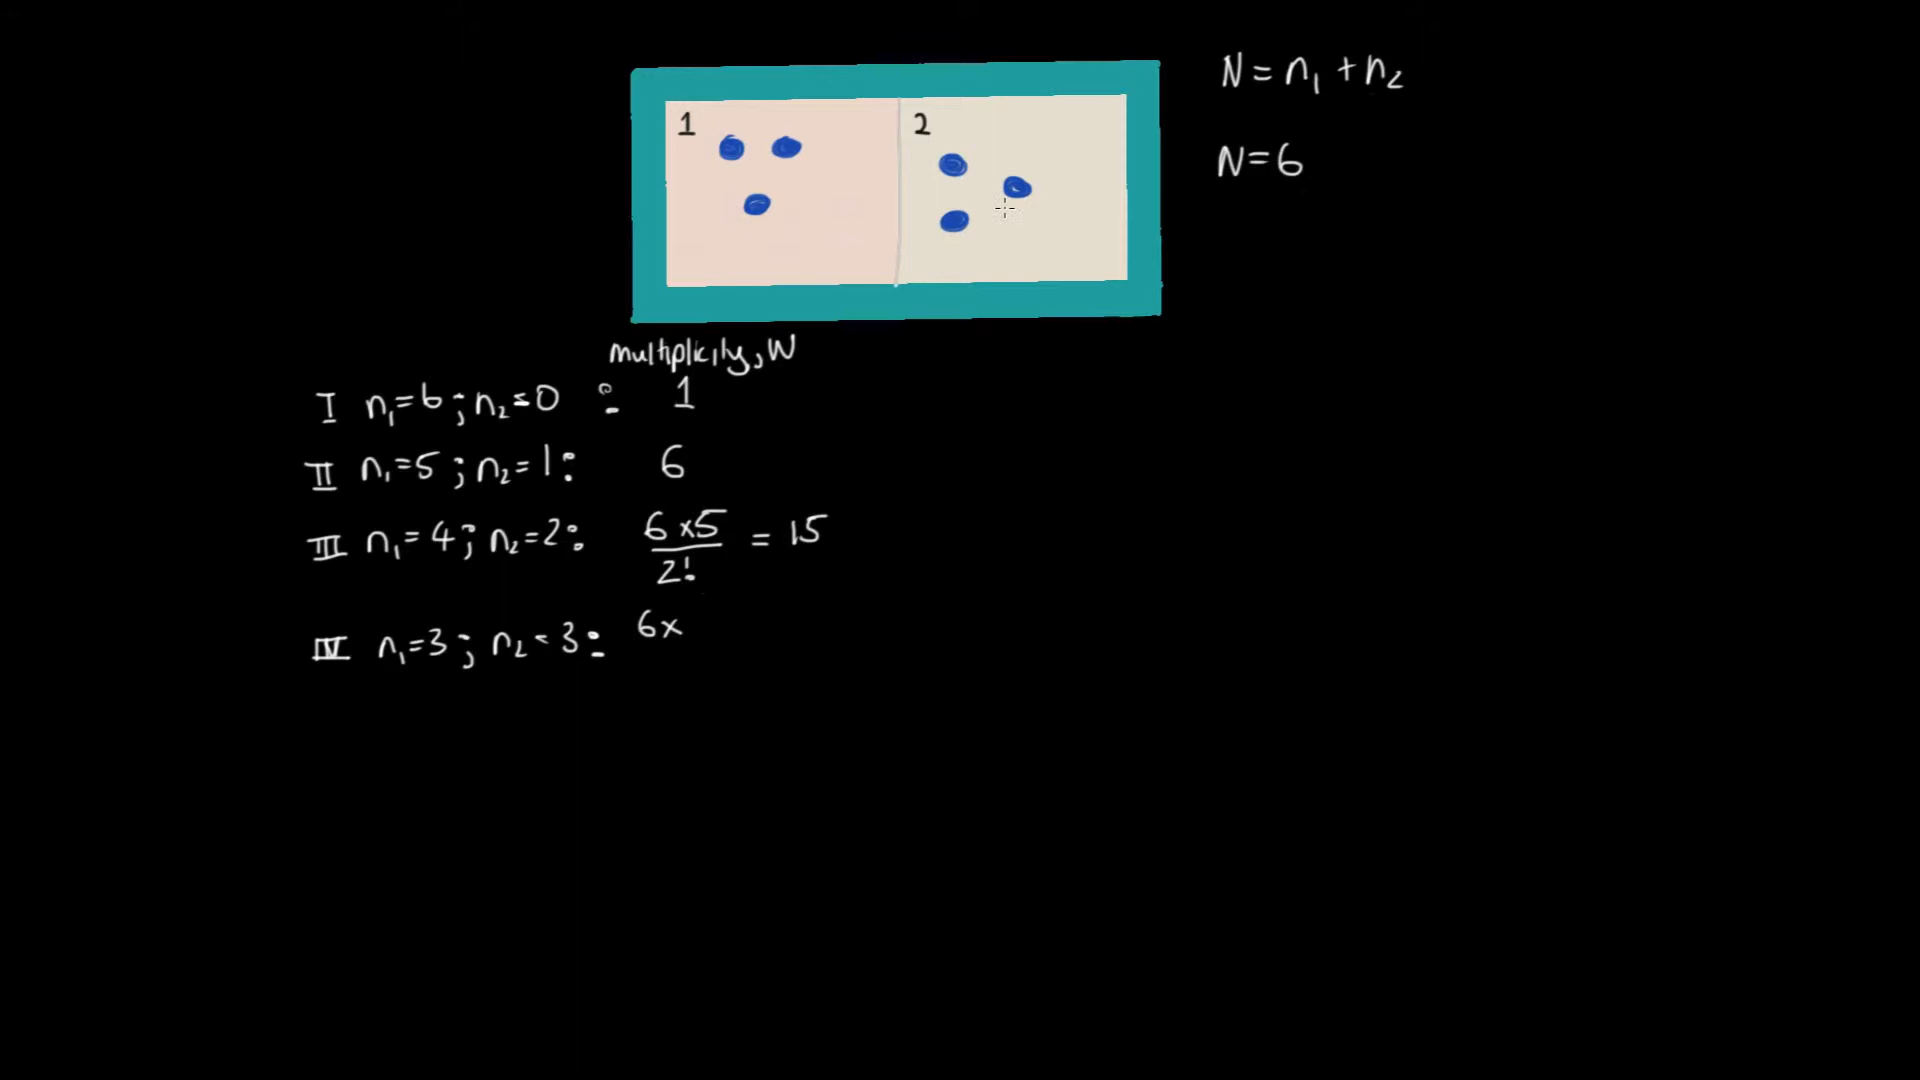 N = n₁ + n₂
1
2
N=6
multiplicity, W
I n₁=6 ; n₂=0 : 1
II n₁=5 ; n₂=1 : 6
III n₁=4 ; n₂=2 : 6x5/2! = 15
IV n₁=3 ; n₂=3 : 6x